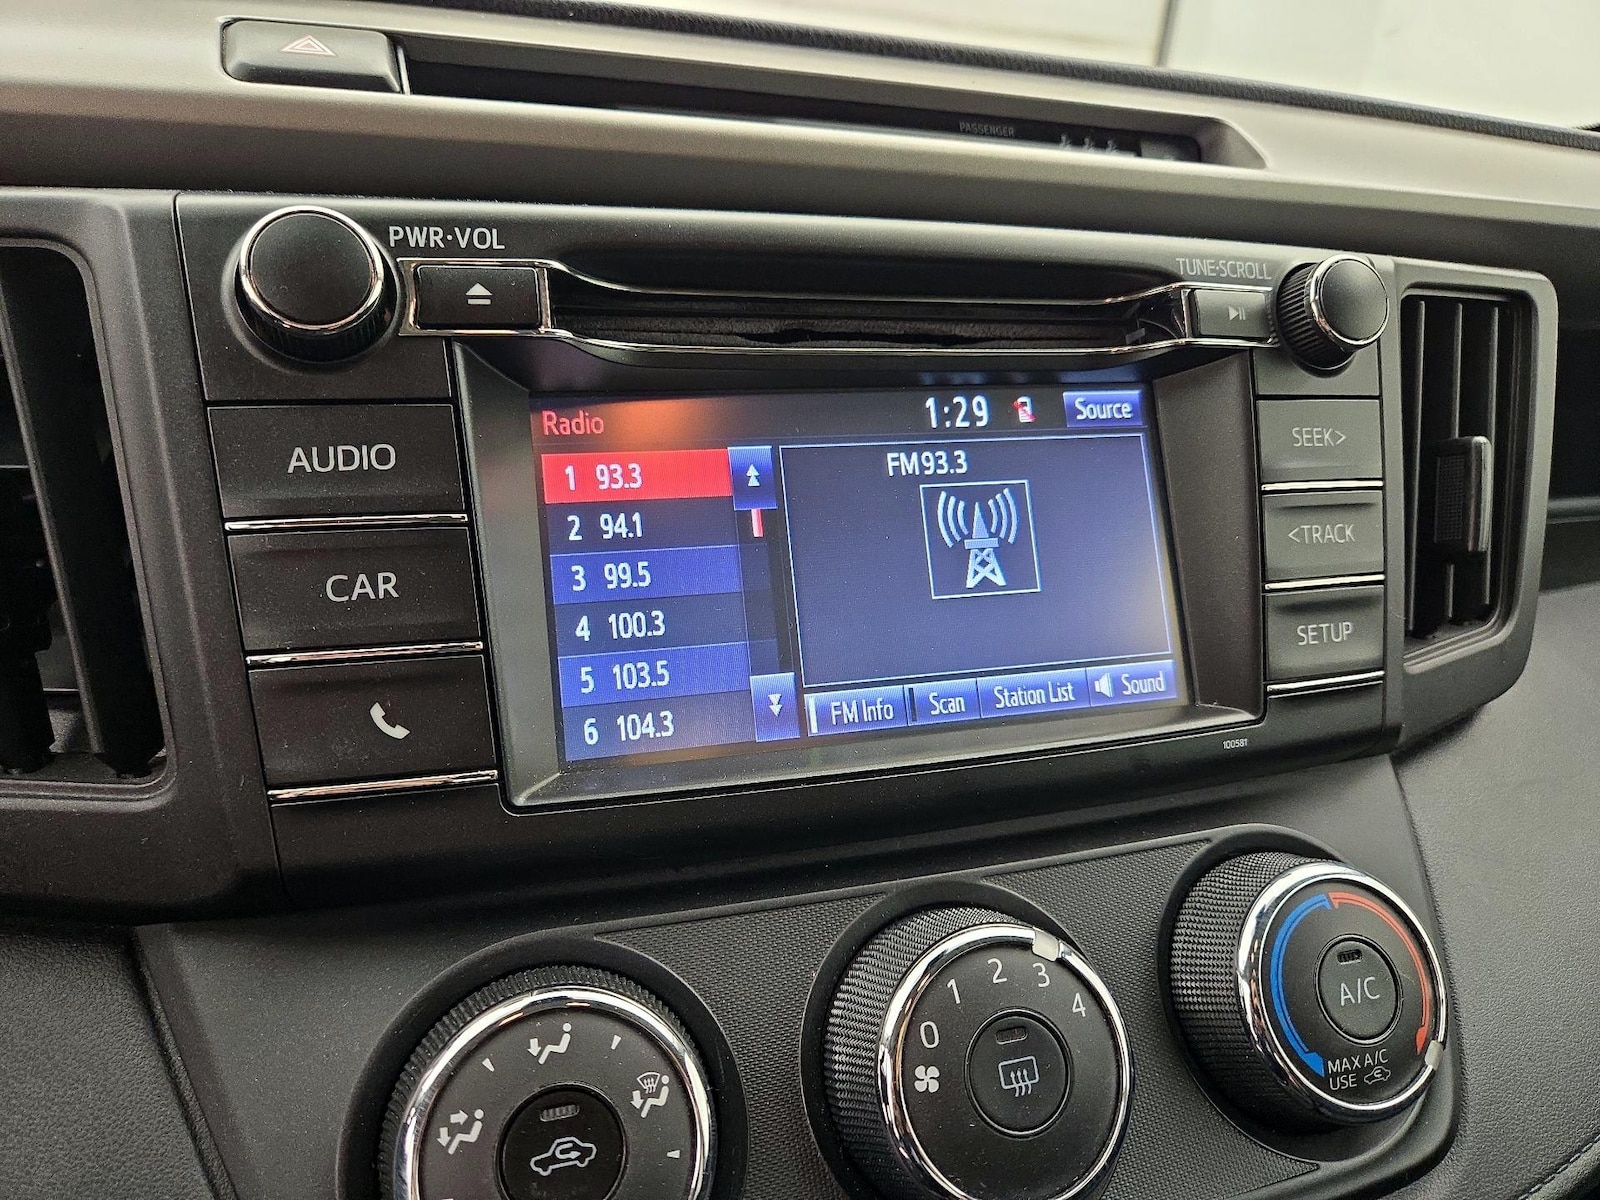 PASSENGER
PWR•VOL
TUNE•SCROLL
AUDIO
CAR
Radio
1:29
Source
1 93.3
2 94.1
3 99.5
4 100.3
5 103.5
6 104.3
FM93.3
FM Info
Scan
Station List
Sound
SEEK>
<TRACK
SETUP
100581
0
1
2
3
4
A/C
MAX A/C
USE